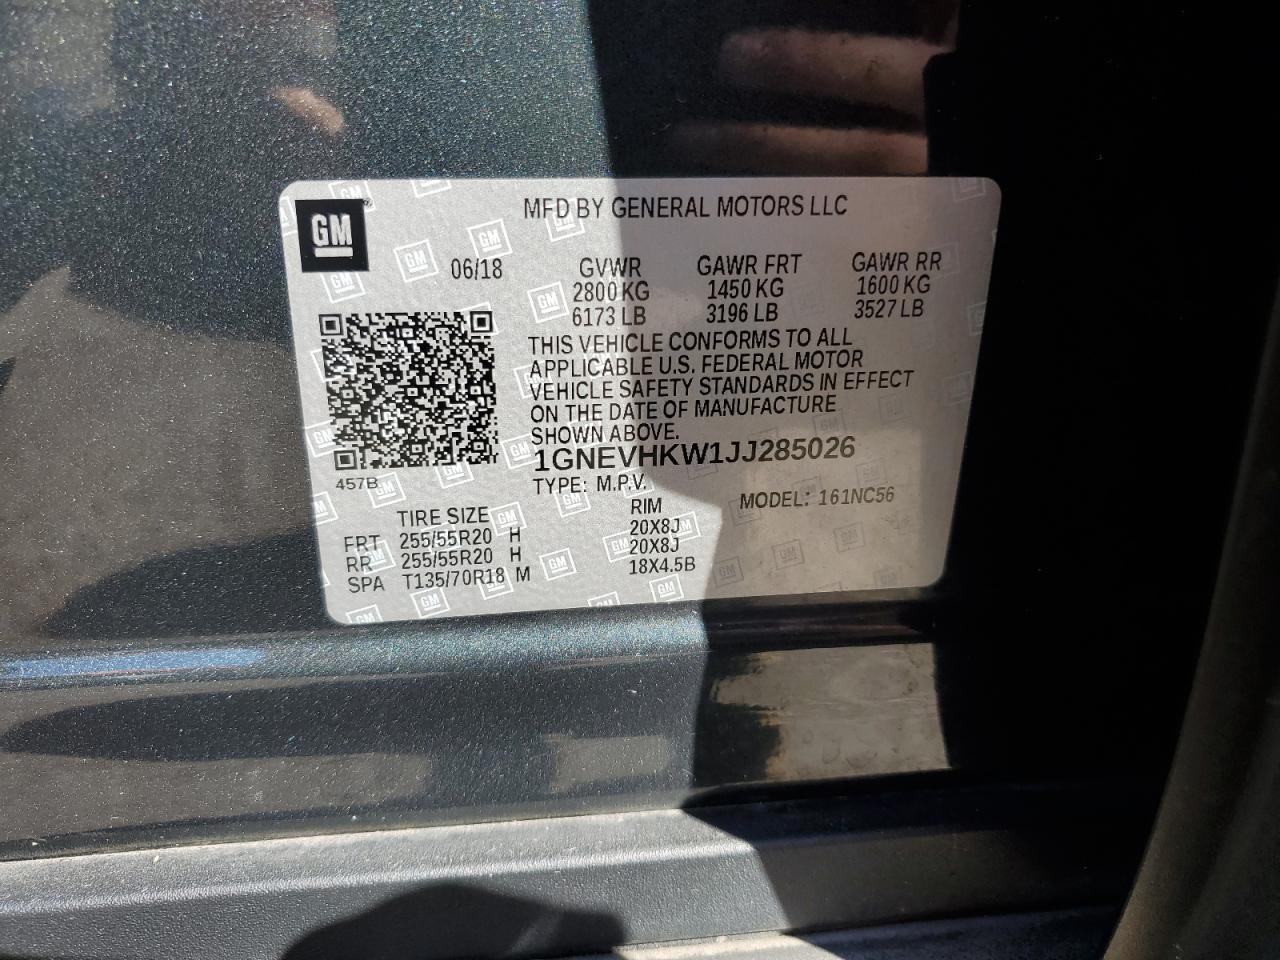 GM
MFD BY GENERAL MOTORS LLC
06/18
GVWR GAWR FRT GAWR RR
2800 KG 1450 KG 1600 KG
6173 LB 3196 LB 3527 LB
THIS VEHICLE CONFORMS TO ALL
APPLICABLE U.S. FEDERAL MOTOR
VEHICLE SAFETY STANDARDS IN EFFECT
ON THE DATE OF MANUFACTURE
SHOWN ABOVE.
1GNEVHKW1JJ285026
457B
TYPE: M.P.V. MODEL: 161NC56
TIRE SIZE RIM
FRT 255/55R20 H 20X8J
RR 255/55R20 H 20X8J
SPA T135/70R18 M 18X4.5B